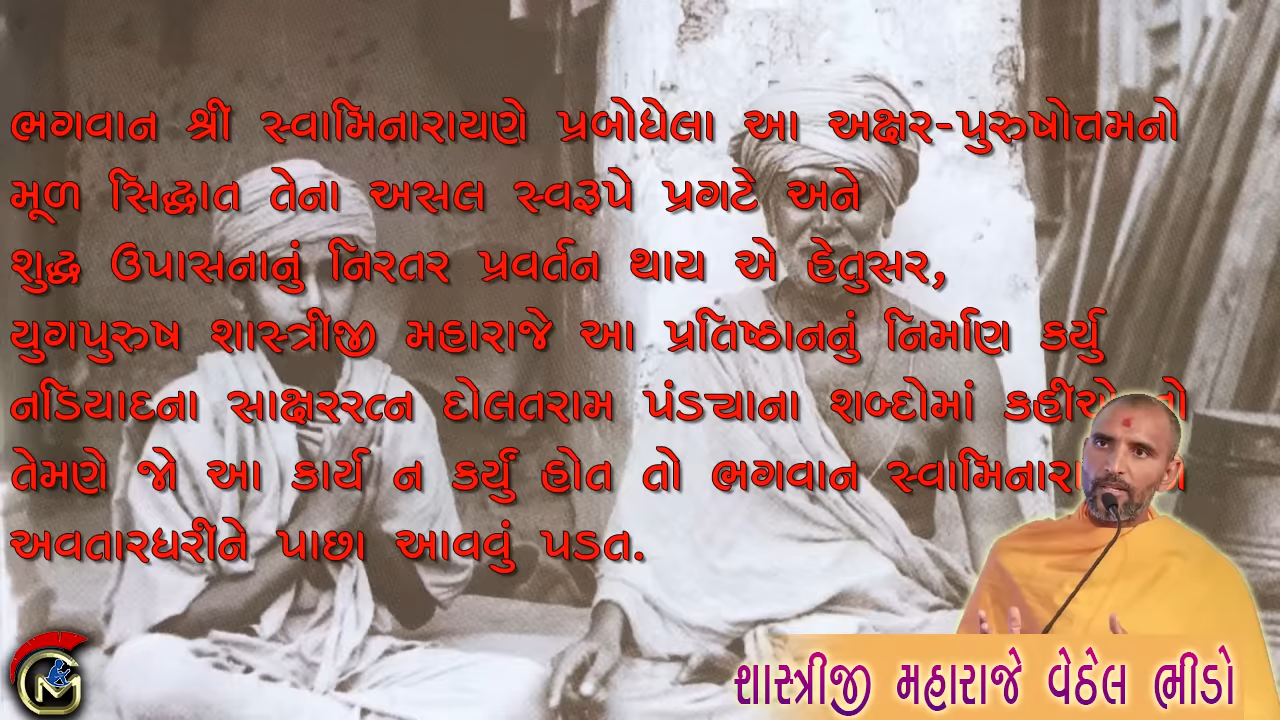 ભગવાન શ્રી સ્વામિનારાયણે પ્રબોધેલા આ અક્ષર-પુરુષોત્તમનો
મૂળ સિદ્ધાત તેના અસલ સ્વરૂપે પ્રગટે અને
શુદ્ધ ઉપાસનાનું નિરતર પ્રવર્તન થાય એ હેતુસર,
યુગપુરુષ શાસ્ત્રીજી મહારાજે આ પ્રતિષ્ઠાનનું નિર્માણ કર્યુ
નડિયાદના સાક્ષરરત્ન દોલતરામ પંડ્યાના શબ્દોમાં
તેમણે જો આ કાર્ય ન કર્યું હોત તો ભગવાન
અવતારધરીને પાછા આવવું પડત.
શાસ્ત્રીજી મહારાજે વેઠેલ ભીડો